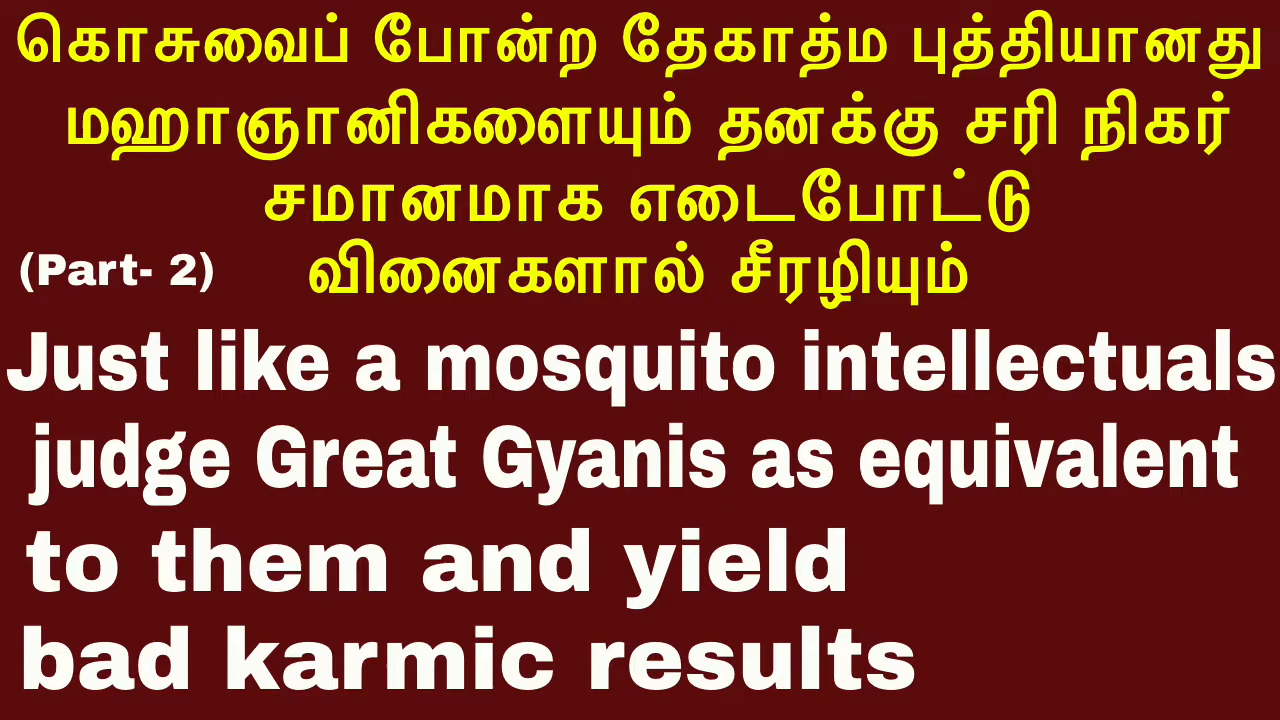 கொசுவைப் போன்ற தேகாத்ம புத்தியானது
மஹாஞானிகளையும் தனக்கு சரி நிகர்
சமானமாக எடைபோட்டு
(Part- 2) வினைகளால் சீரழியும்
Just like a mosquito intellectuals
judge Great Gyanis as equivalent
to them and yield
bad karmic results